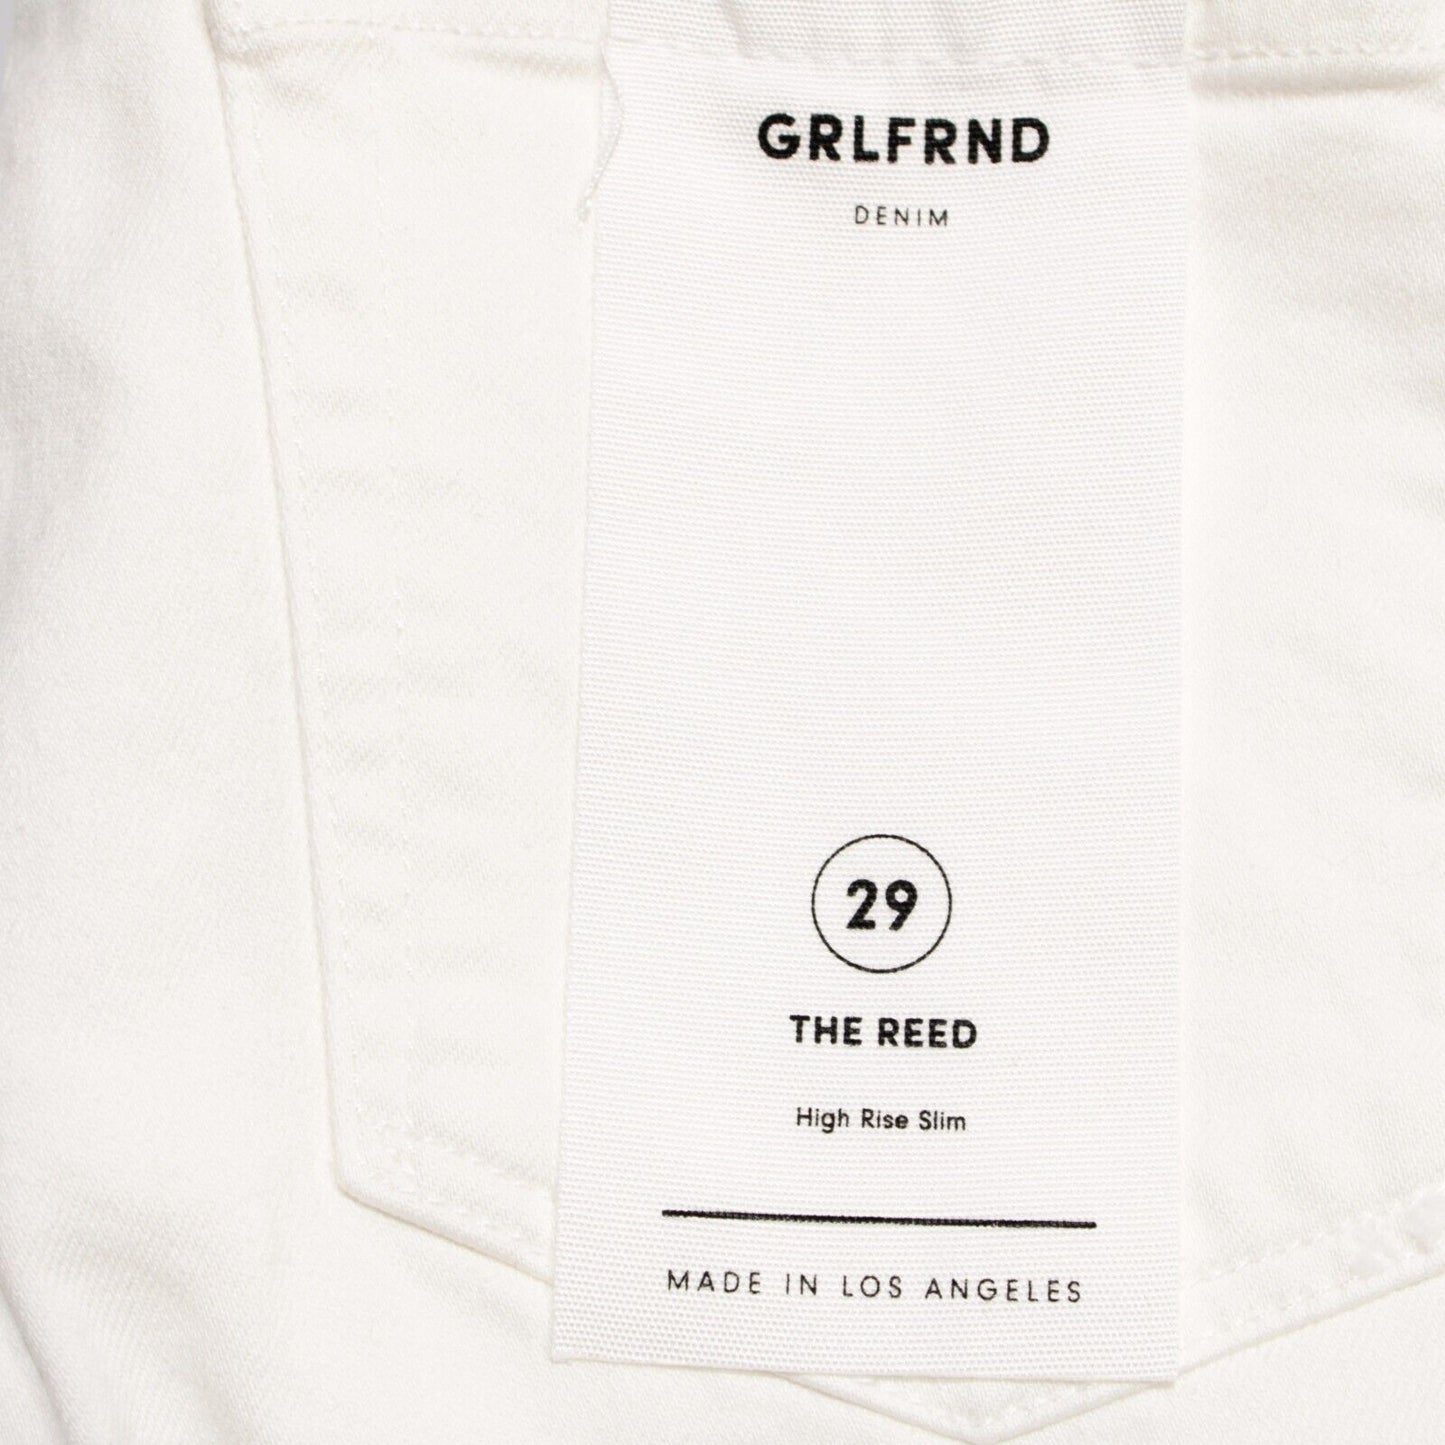 GRLFRND
DENIM
29
THE REED
High Rise Slim
MADE IN LOS ANGELES